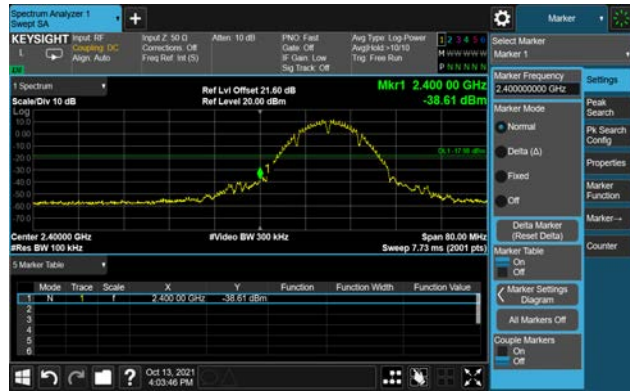 Spectrum Analyzer 1
Swept SA
Marker
KEYSIGHT
Input: RF
Coupling: DC
Align: Auto
Input Z: 50 Ω
Corrections: Off
Freq Ref: Int (S)
Atten: 10 dB
PNO: Fast
Gate: Off
IF Gain: Low
Sig Track: Off
Avg Type: Log-Power
Avg|Hold:>10/10
Trig: Free Run
1 2 3 4 5 6
M W W W W W
P N N N N N
L
Select Marker
Marker 1
1 Spectrum
Scale/Div 10 dB
Log
Ref Lvl Offset 21.60 dB
Ref Level 20.00 dBm
Mkr1 2.400 00 GHz
-38.61 dBm
10.0
0.00
-10.0
-20.0
-30.0
-40.0
-50.0
-60.0
-70.0
1
Center 2.40000 GHz
#Res BW 100 kHz
#Video BW 300 kHz
Span 80.00 MHz
Sweep 7.73 ms (2001 pts)
5 Marker Table
Mode Trace Scale X Y Function Function Width Function Value
1 N 1 f 2.400 00 GHz -38.61 dBm
2
3
4
5
6
Oct 13, 2021
4:03:46 PM
Marker Frequency
2.400000000 GHz
Marker Mode
Normal
Delta (Δ)
Fixed
Off
Delta Marker
(Reset Delta)
Marker Table
On
Off
Marker Settings
Diagram
All Markers Off
Couple Markers
On
Off
Settings
Peak
Search
Pk Search
Config
Properties
Marker
Function
Marker→
Counter